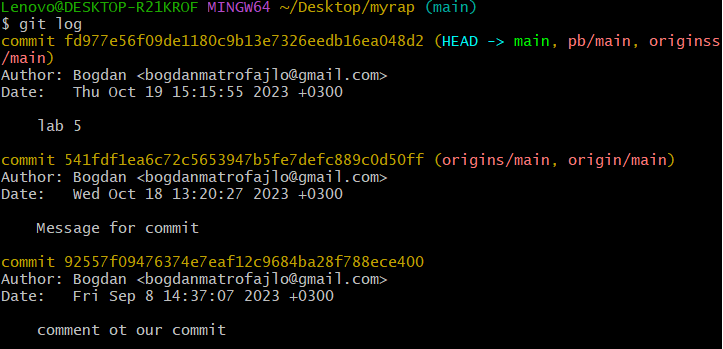 Lenovo@DESKTOP-R21KROF MINGW64 ~/Desktop/myrap (main)
$ git log
commit fd977e56f09de1180c9b13e7326eedb16ea048d2 (HEAD -> main, pb/main, originss
/main)
Author: Bogdan <bogdanmatrofajlo@gmail.com>
Date:   Thu Oct 19 15:15:55 2023 +0300

    lab 5

commit 541fdf1ea6c72c5653947b5fe7defc889c0d50ff (origins/main, origin/main)
Author: Bogdan <bogdanmatrofajlo@gmail.com>
Date:   Wed Oct 18 13:20:27 2023 +0300

    Message for commit

commit 92557f09476374e7eaf12c9684ba28f788ece400
Author: Bogdan <bogdanmatrofajlo@gmail.com>
Date:   Fri Sep 8 14:37:07 2023 +0300

    comment ot our commit